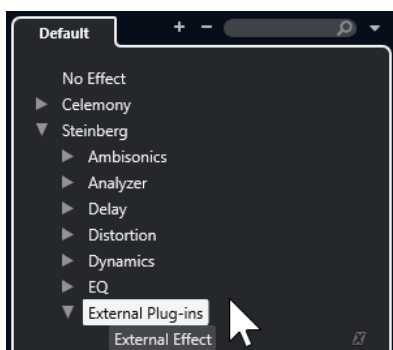 Default + −
No Effect
Celemony
Steinberg
Ambisonics
Analyzer
Delay
Distortion
Dynamics
EQ
External Plug-ins
External Effect